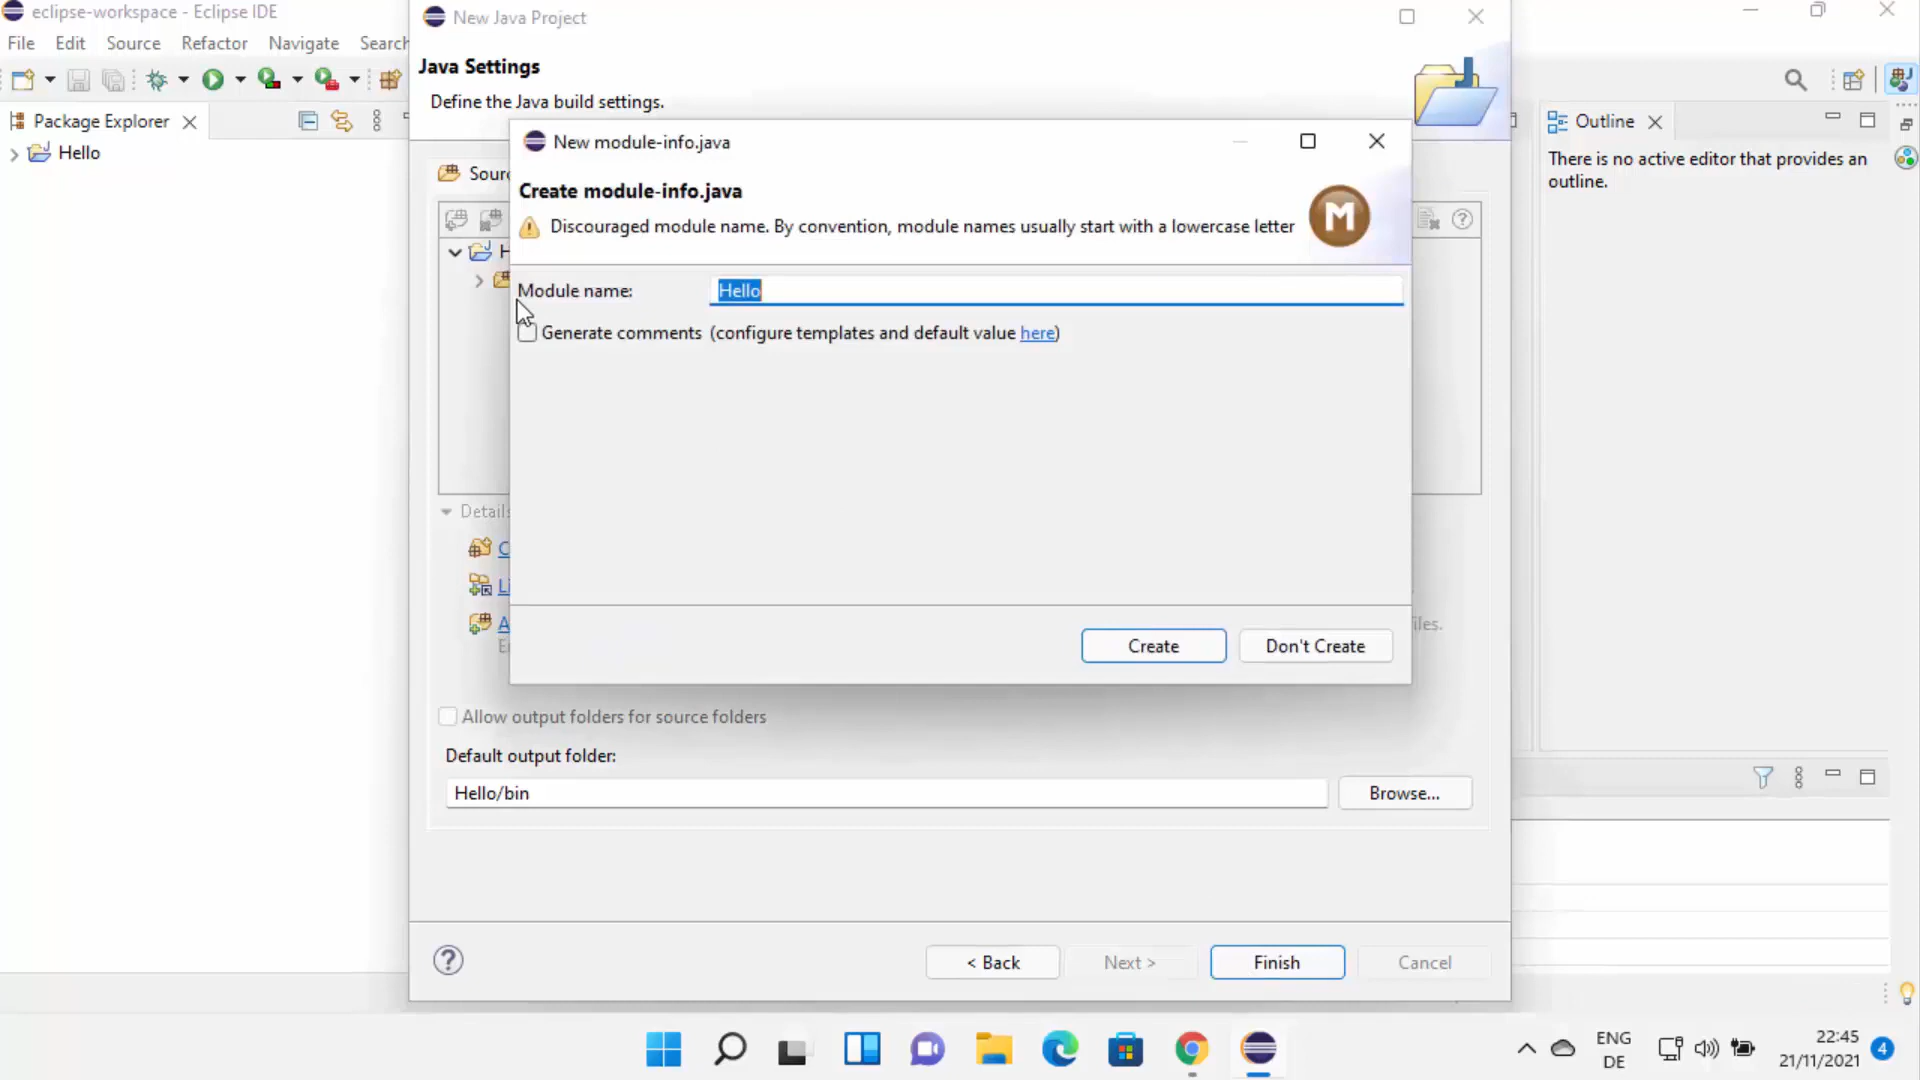 eclipse-workspace - Eclipse IDE
File Edit Source Refactor Navigate Search
Package Explorer
Hello
New Java Project
Java Settings
Define the Java build settings.
New module-info.java
Create module-info.java
Discouraged module name. By convention, module names usually start with a lowercase letter
M
Module name: Hello
Generate comments (configure templates and default value here)
Details
Create Don't Create
Allow output folders for source folders
Default output folder:
Hello/bin Browse...
? < Back Next > Finish Cancel
Outline
There is no active editor that provides an
outline.
ENG
DE
22:45
21/11/2021
4